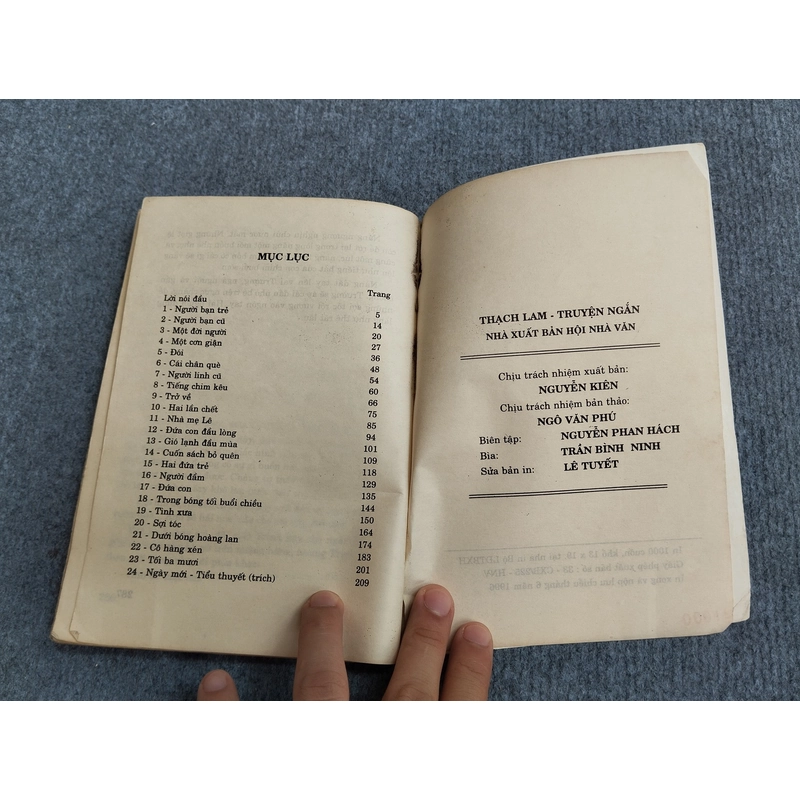 MỤC LỤC
Trang
Lời nói đầu
1 - Người bạn trẻ 5
2 - Người bạn cũ 14
3 - Một đời người 20
4 - Một cơn giận 27
5 - Đói 36
6 - Cái chân què 48
7 - Người lính cũ 54
8 - Tiếng chim kêu 60
9 - Trở về 66
10 - Hai lần chết 75
11 - Nhà mẹ Lê 85
12 - Đứa con đầu lòng 94
13 - Gió lạnh đầu mùa 101
14 - Cuốn sách bỏ quên 109
15 - Hai đứa trẻ 118
16 - Người đầm 129
17 - Đứa con 135
18 - Trong bóng tối buổi chiều 144
19 - Tình xưa 150
20 - Sợi tóc 164
21 - Dưới bóng hoàng lan 174
22 - Cô hàng xén 183
23 - Tối ba mươi 201
24 - Ngày mới - Tiểu thuyết (trích) 209
THẠCH LAM - TRUYỆN NGẮN
NHÀ XUẤT BẢN HỘI NHÀ VĂN
Chịu trách nhiệm xuất bản:
NGUYỄN KIÊN
Chịu trách nhiệm bản thảo:
NGÔ VĂN PHÚ
Biên tập: NGUYỄN PHAN HÁCH
Bìa: TRẦN BÌNH NINH
Sửa bản in: LÊ TUYẾT